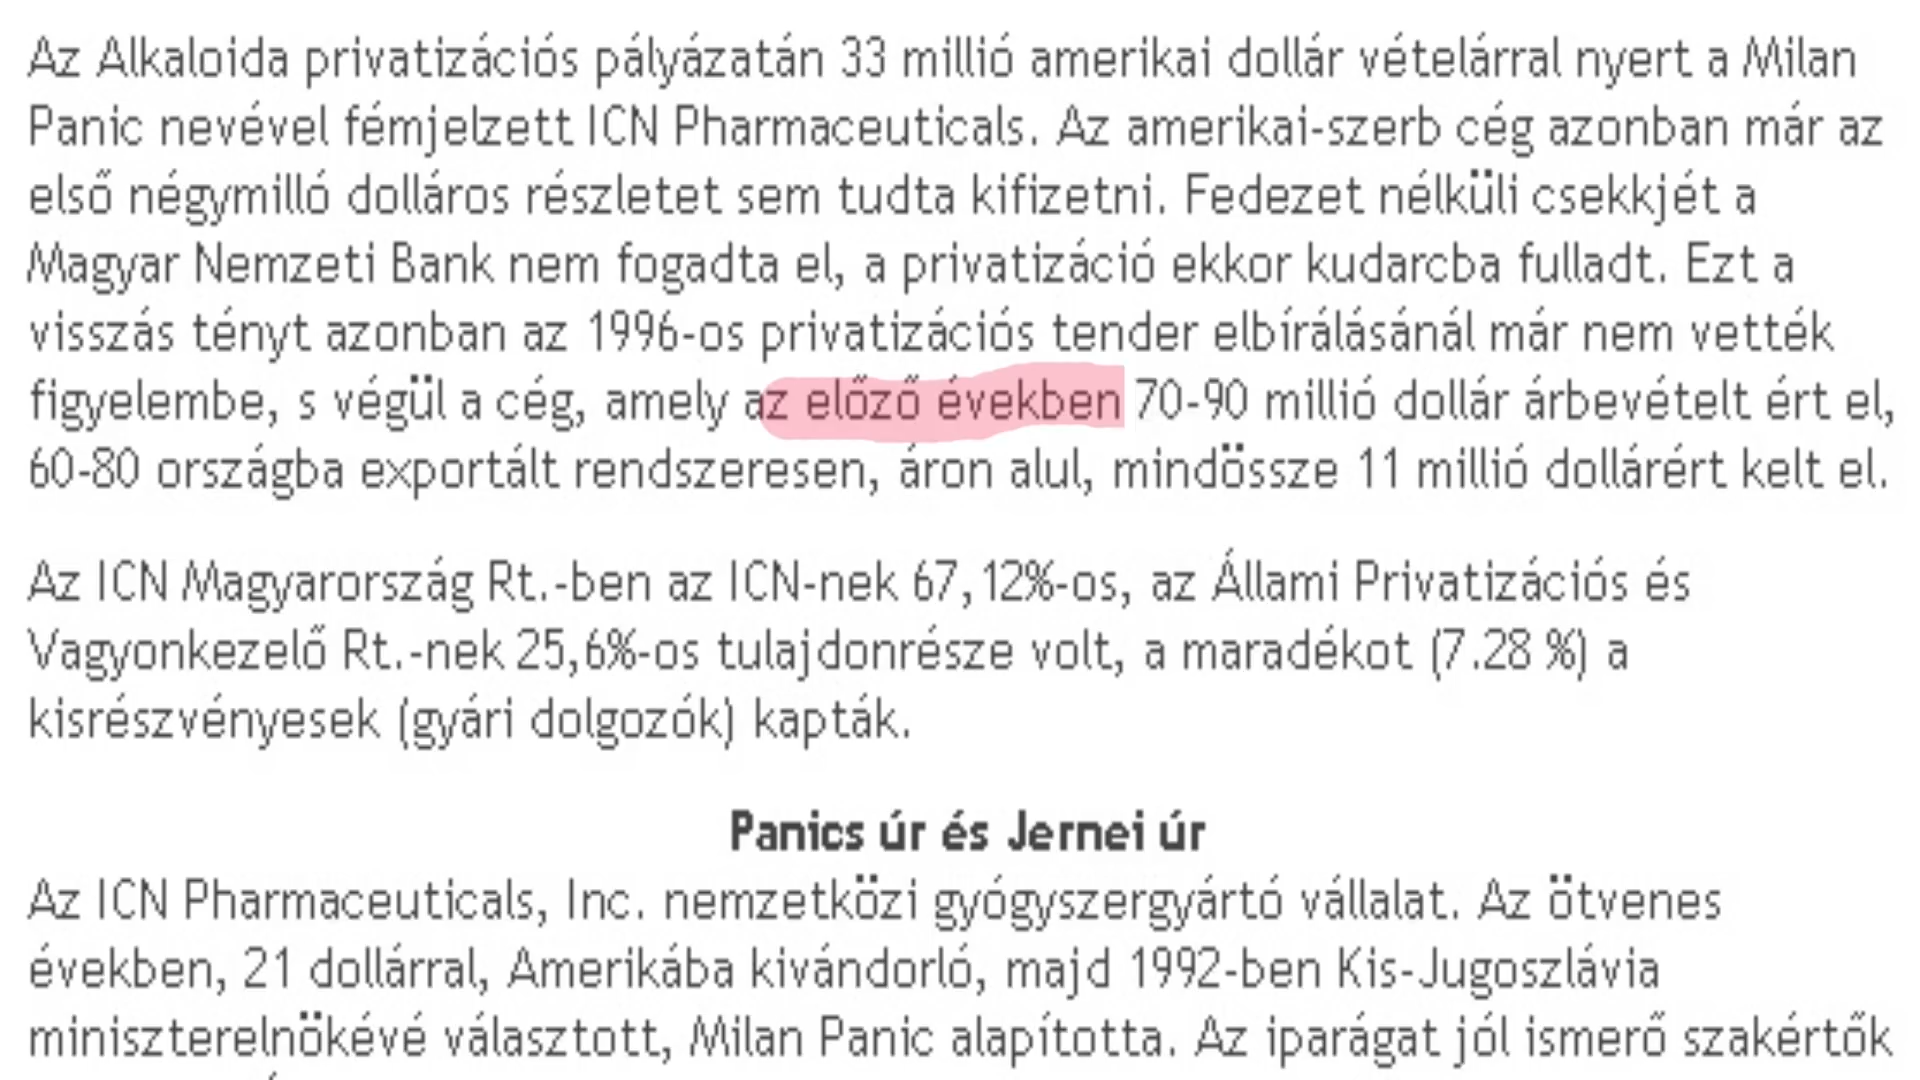 Az Alkaloida privatizációs pályázatán 33 millió amerikai dollár vételárral nyert a Milan
Panic nevével fémjelzett ICN Pharmaceuticals. Az amerikai-szerb cég azonban már az
első négymilló dolláros részletet sem tudta kifizetni. Fedezet nélküli csekkjét a
Magyar Nemzeti Bank nem fogadta el, a privatizáció ekkor kudarcba fulladt. Ezt a
visszás tényt azonban az 1996-os privatizációs tender elbírálásánál már nem vették
figyelembe, s végül a cég, amely az előző években 70-90 millió dollár árbevételt ért el,
60-80 országba exportált rendszeresen, áron alul, mindössze 11 millió dollárért kelt el.
Az ICN Magyarország Rt.-ben az ICN-nek 67,12%-os, az Állami Privatizációs és
Vagyonkezelő Rt.-nek 25,6%-os tulajdonrésze volt, a maradékot (7.28 %) a
kisrészvényesek (gyári dolgozók) kapták.
Panics úr és Jernei úr
Az ICN Pharmaceuticals, Inc. nemzetközi gyógyszergyártó vállalat. Az ötvenes
években, 21 dollárral, Amerikába kivándorló, majd 1992-ben Kis-Jugoszlávia
miniszterelnökévé választott, Milan Panic alapította. Az iparágat jól ismerő szakértők